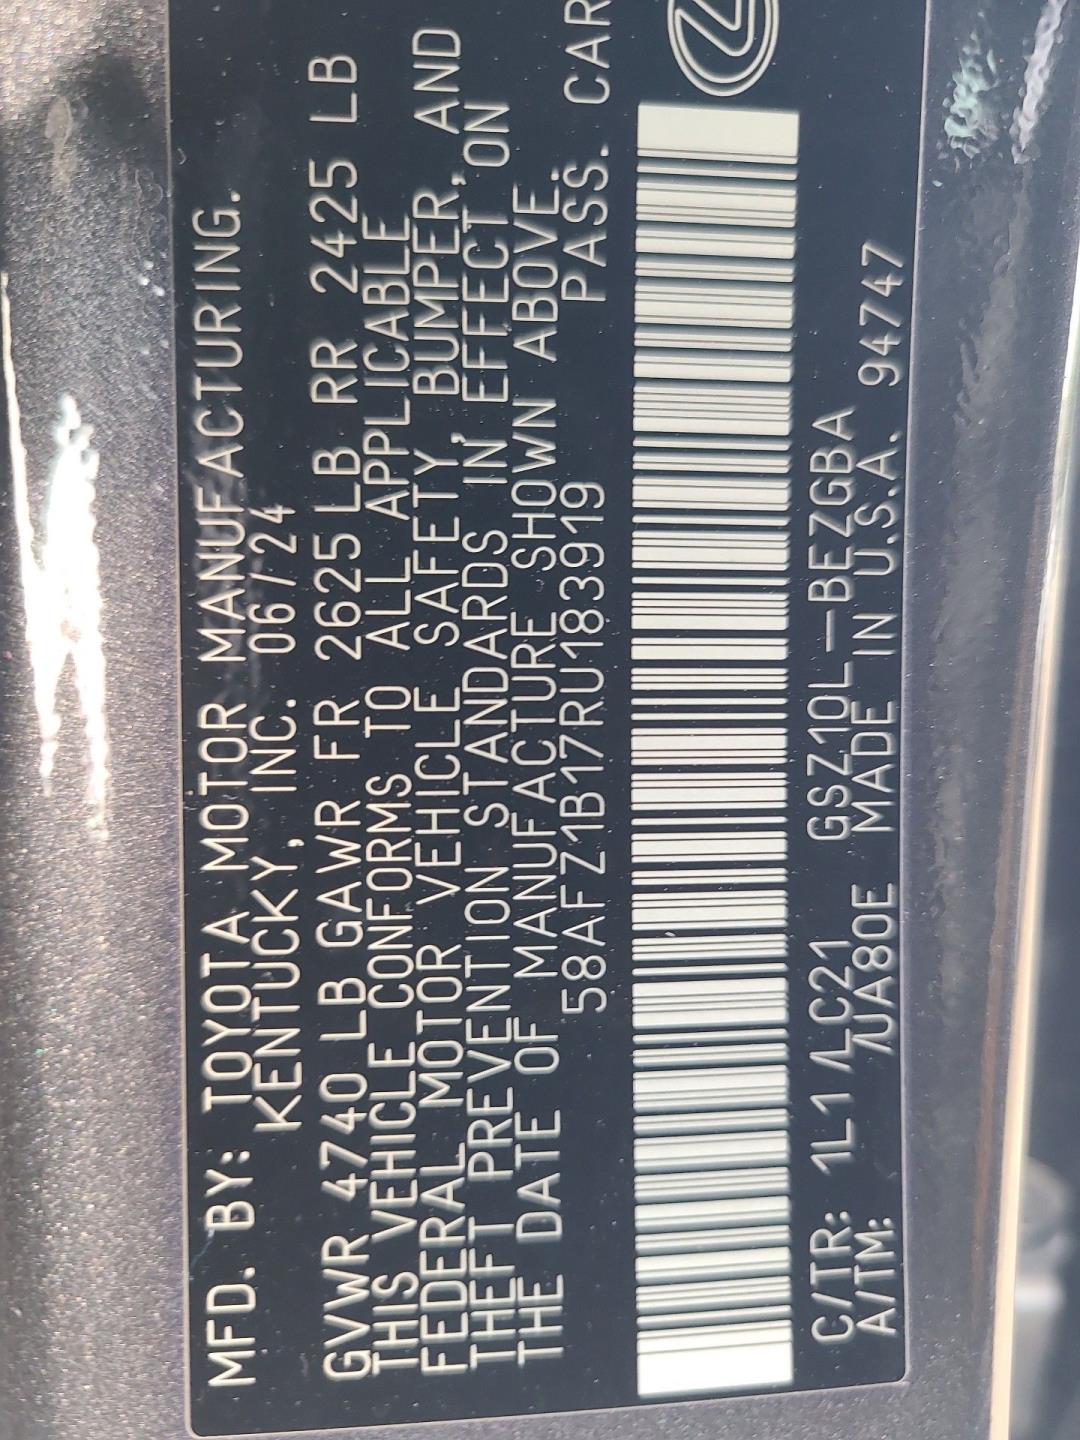 MFD. BY: TOYOTA MOTOR MANUFACTURING.
KENTUCKY, INC. 06/24
GVWR 4740 LB GAWR FR 2625LB RR 2425 LB
THIS VEHICLE CONFORMS TO ALL APPLICABLE
FEDERAL MOTOR VEHICLE SAFETY BUMPER, AND
THEFT PREVENTION STANDARDS IN, EFFECT ON
THE DATE OF MANUFACTURE SHOWN ABOVE.
58AFZ1B17RU183919 PASS. CAR
C/TR: 1L1 /LC21 GSZ10L-BEZGBA
A/TM: /UA80E MADE IN U.S.A. 94747